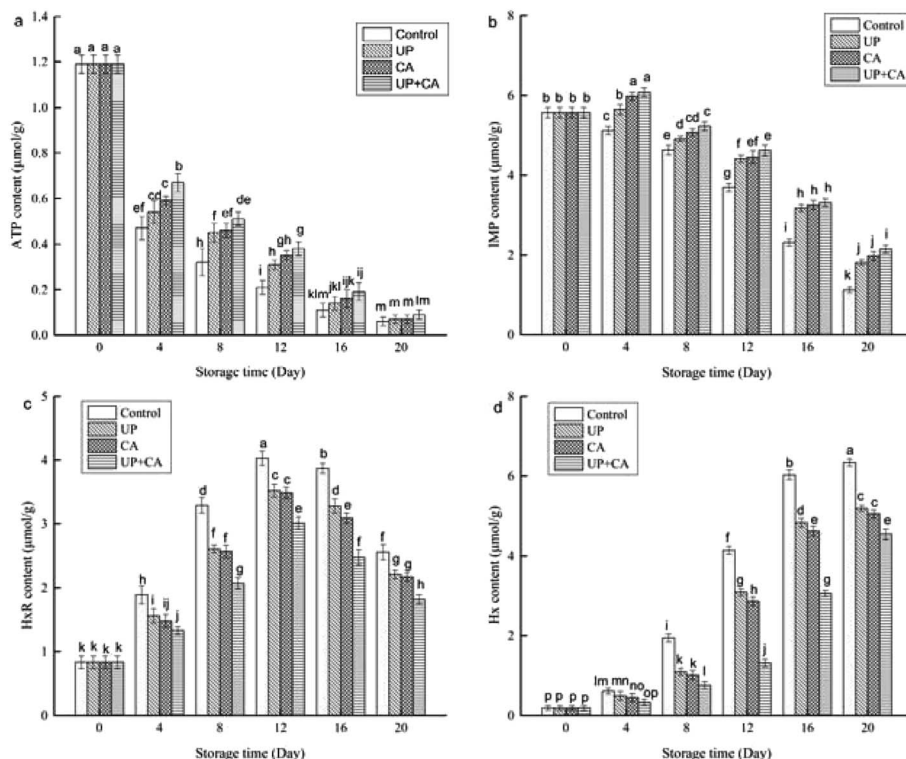 a
1.4
1.2
1.0
0.8
0.6
0.4
0.2
0.0
ATP content (μmol/g)
Control
UP
CA
UP+CA
a a a a
ef cd c b
h f ef de
i h gh g
klm jkl ijk ij
m m m lm
0 4 8 12 16 20
Storage time (Day)
b
6
4
2
0
IMP content (μmol/g)
Control
UP
CA
UP+CA
b b b b
c b a a
e d cd c
g f ef e
i h h h
k j j i
0 4 8 12 16 20
Storage time (Day)
c
5
4
3
2
1
0
HxR content (μmol/g)
Control
UP
CA
UP+CA
k k k k
h i ij j
d f f g
a c c e
b d e f
f g g h
0 4 8 12 16 20
Storage time (Day)
d
8
6
4
2
0
Hx content (μmol/g)
Control
UP
CA
UP+CA
p p p p
lm mn no op
i k k l
f g h j
b d e g
a c c e
0 4 8 12 16 20
Storage time (Day)